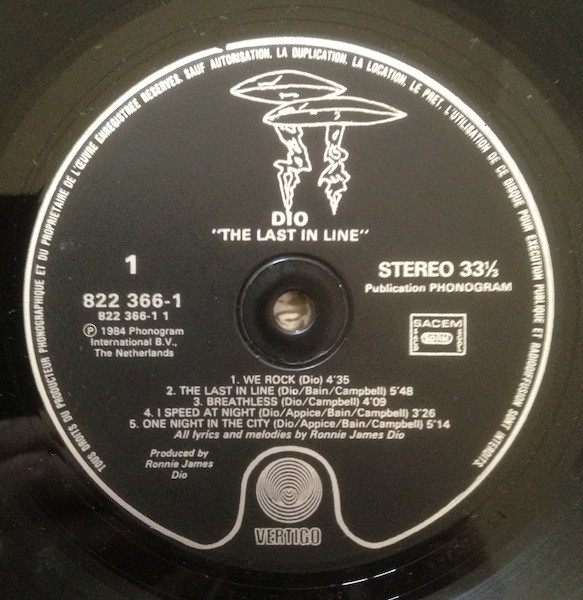 TOUS DROITS DU PRODUCTEUR PHONOGRAPHIQUE ET DU PROPRIETAIRE DE L'ŒUVRE ENREGISTREE RESERVES. SAUF AUTORISATION. LA DUPLICATION. LA LOCATION. LE PRET, L'UTILISATION DE CE DISQUE POUR EXECUTION PUBLIQUE ET RADIODIFFUSION SONT INTERDITS.
DIO
"THE LAST IN LINE"
1
822 366-1
822 366-1 1
Ⓟ 1984 Phonogram
International B.V.,
The Netherlands
STEREO 33⅓
Publication PHONOGRAM
SACEM
SACD
SDRM
SGDL
1. WE ROCK (Dio) 4'35
2. THE LAST IN LINE (Dio/Bain/Campbell) 5'48
3. BREATHLESS (Dio/Campbell) 4'09
4. I SPEED AT NIGHT (Dio/Appice/Bain/Campbell) 3'26
5. ONE NIGHT IN THE CITY (Dio/Appice/Bain/Campbell) 5'14
All lyrics and melodies by Ronnie James Dio
Produced by
Ronnie James
Dio
VERTIGO